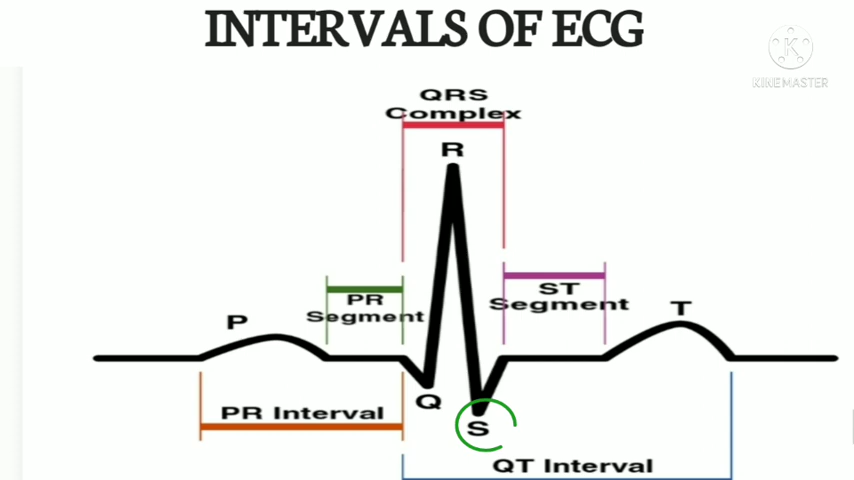 INTERVALS OF ECG
K
KINEMASTER
QRS
Complex
R
PR
Segment
ST
Segment
P
T
Q
S
PR Interval
QT Interval